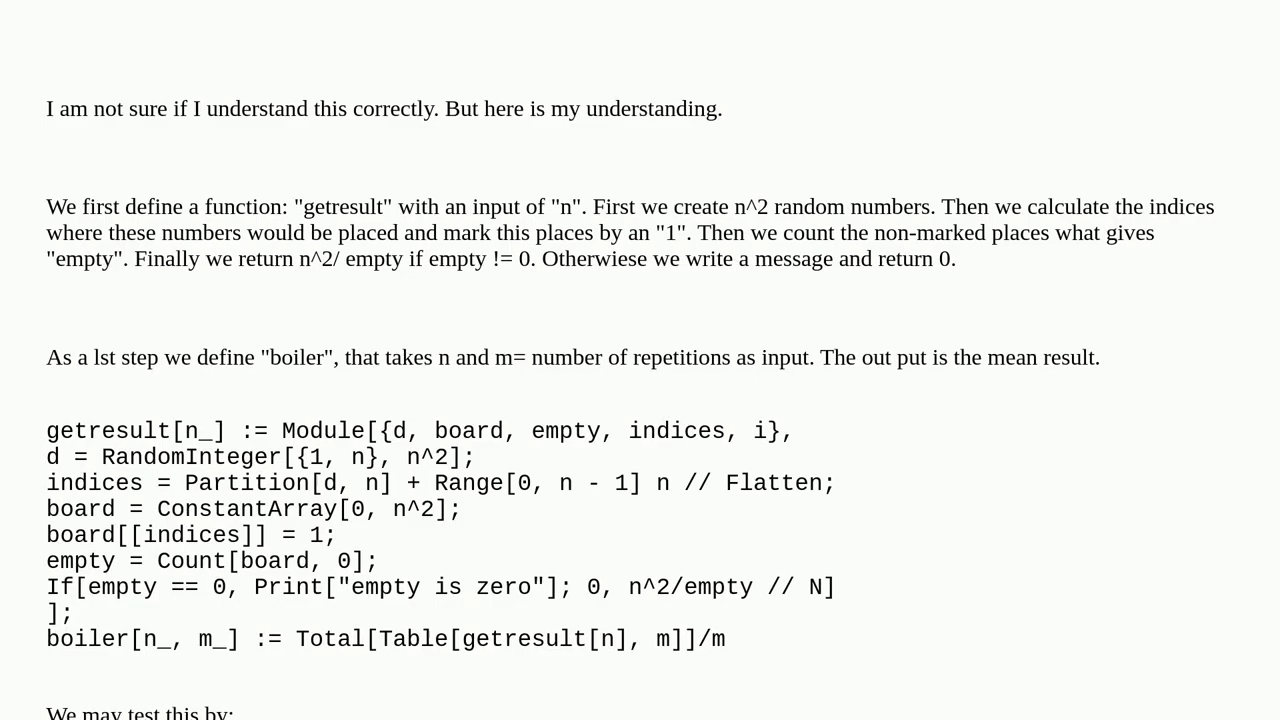 I am not sure if I understand this correctly. But here is my understanding.
We first define a function: "getresult" with an input of "n". First we create n^2 random numbers. Then we calculate the indices
where these numbers would be placed and mark this places by an "1". Then we count the non-marked places what gives
"empty". Finally we return n^2/ empty if empty != 0. Otherwiese we write a message and return 0.
As a lst step we define "boiler", that takes n and m= number of repetitions as input. The out put is the mean result.
getresult[n_] := Module[{d, board, empty, indices, i},
d = RandomInteger[{1, n}, n^2];
indices = Partition[d, n] + Range[0, n - 1] n // Flatten;
board = ConstantArray[0, n^2];
board[[indices]] = 1;
empty = Count[board, 0];
If[empty == 0, Print["empty is zero"]; 0, n^2/empty // N]
];
boiler[n_, m_] := Total[Table[getresult[n], m]]/m
We may test this by: